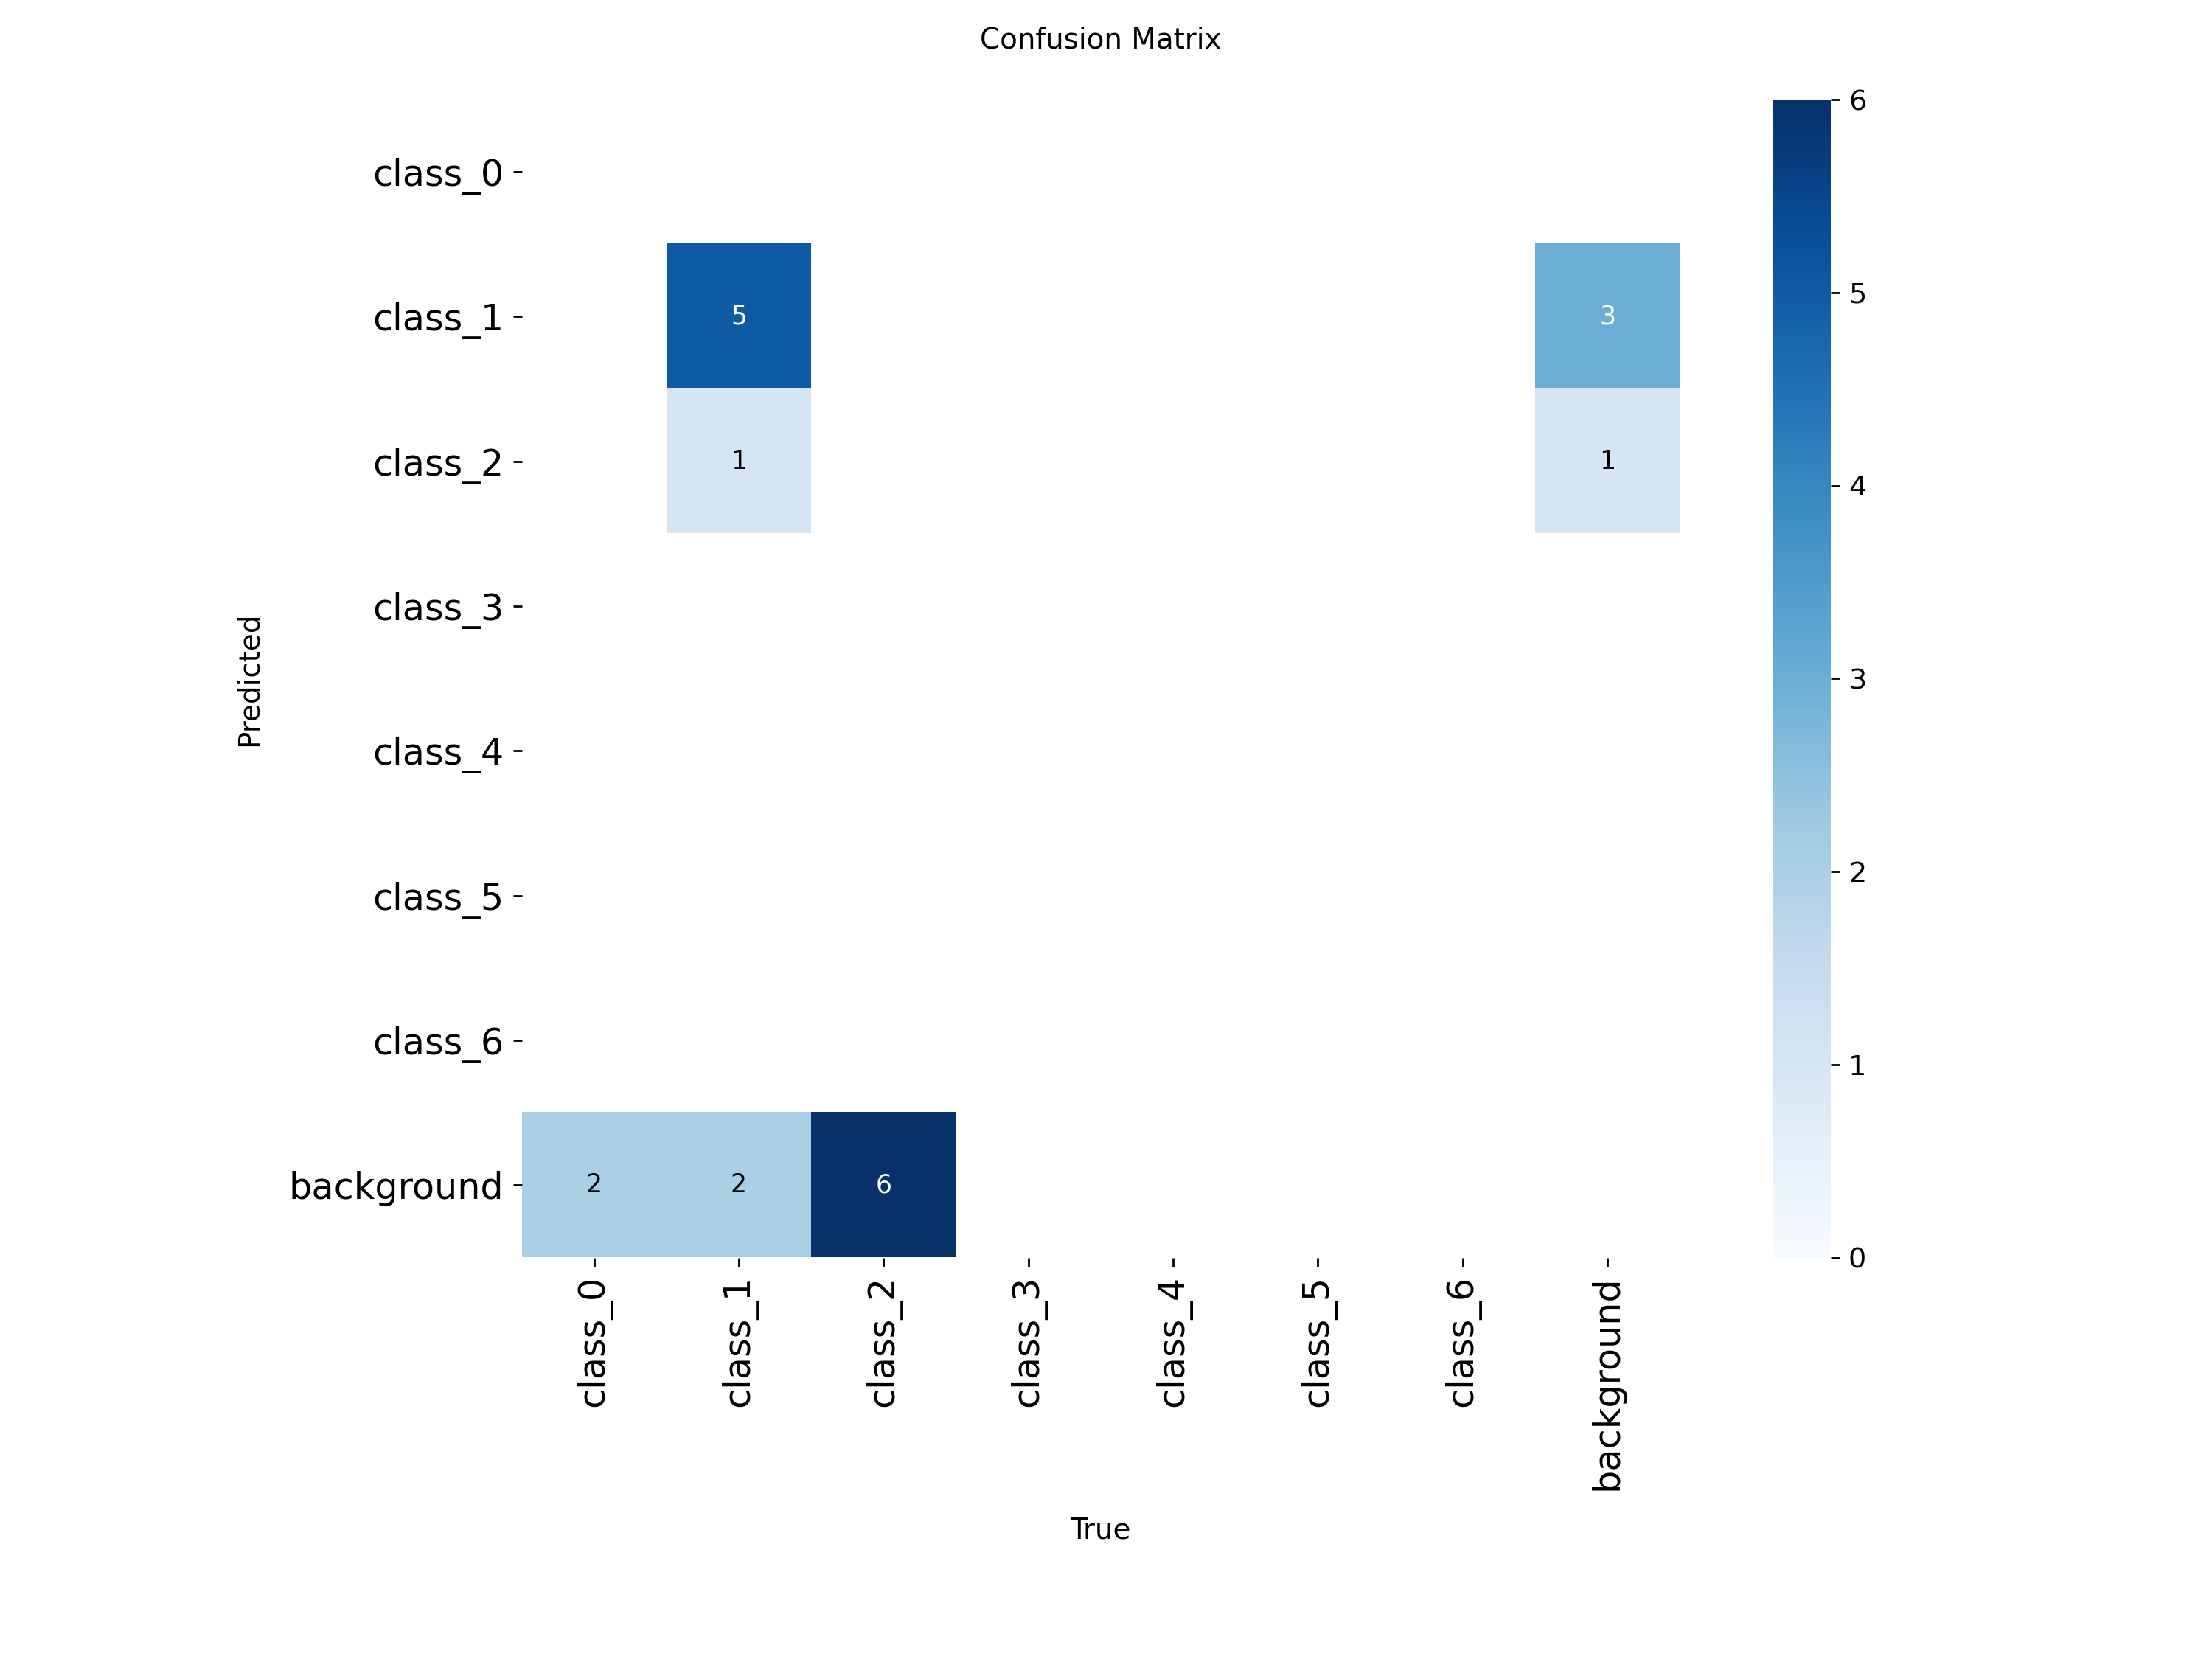 Confusion Matrix
class_0
class_1
class_2
class_3
class_4
class_5
class_6
background
Predicted
5
3
1
1
2
2
6
class_0
class_1
class_2
class_3
class_4
class_5
class_6
background
True
6
5
4
3
2
1
0